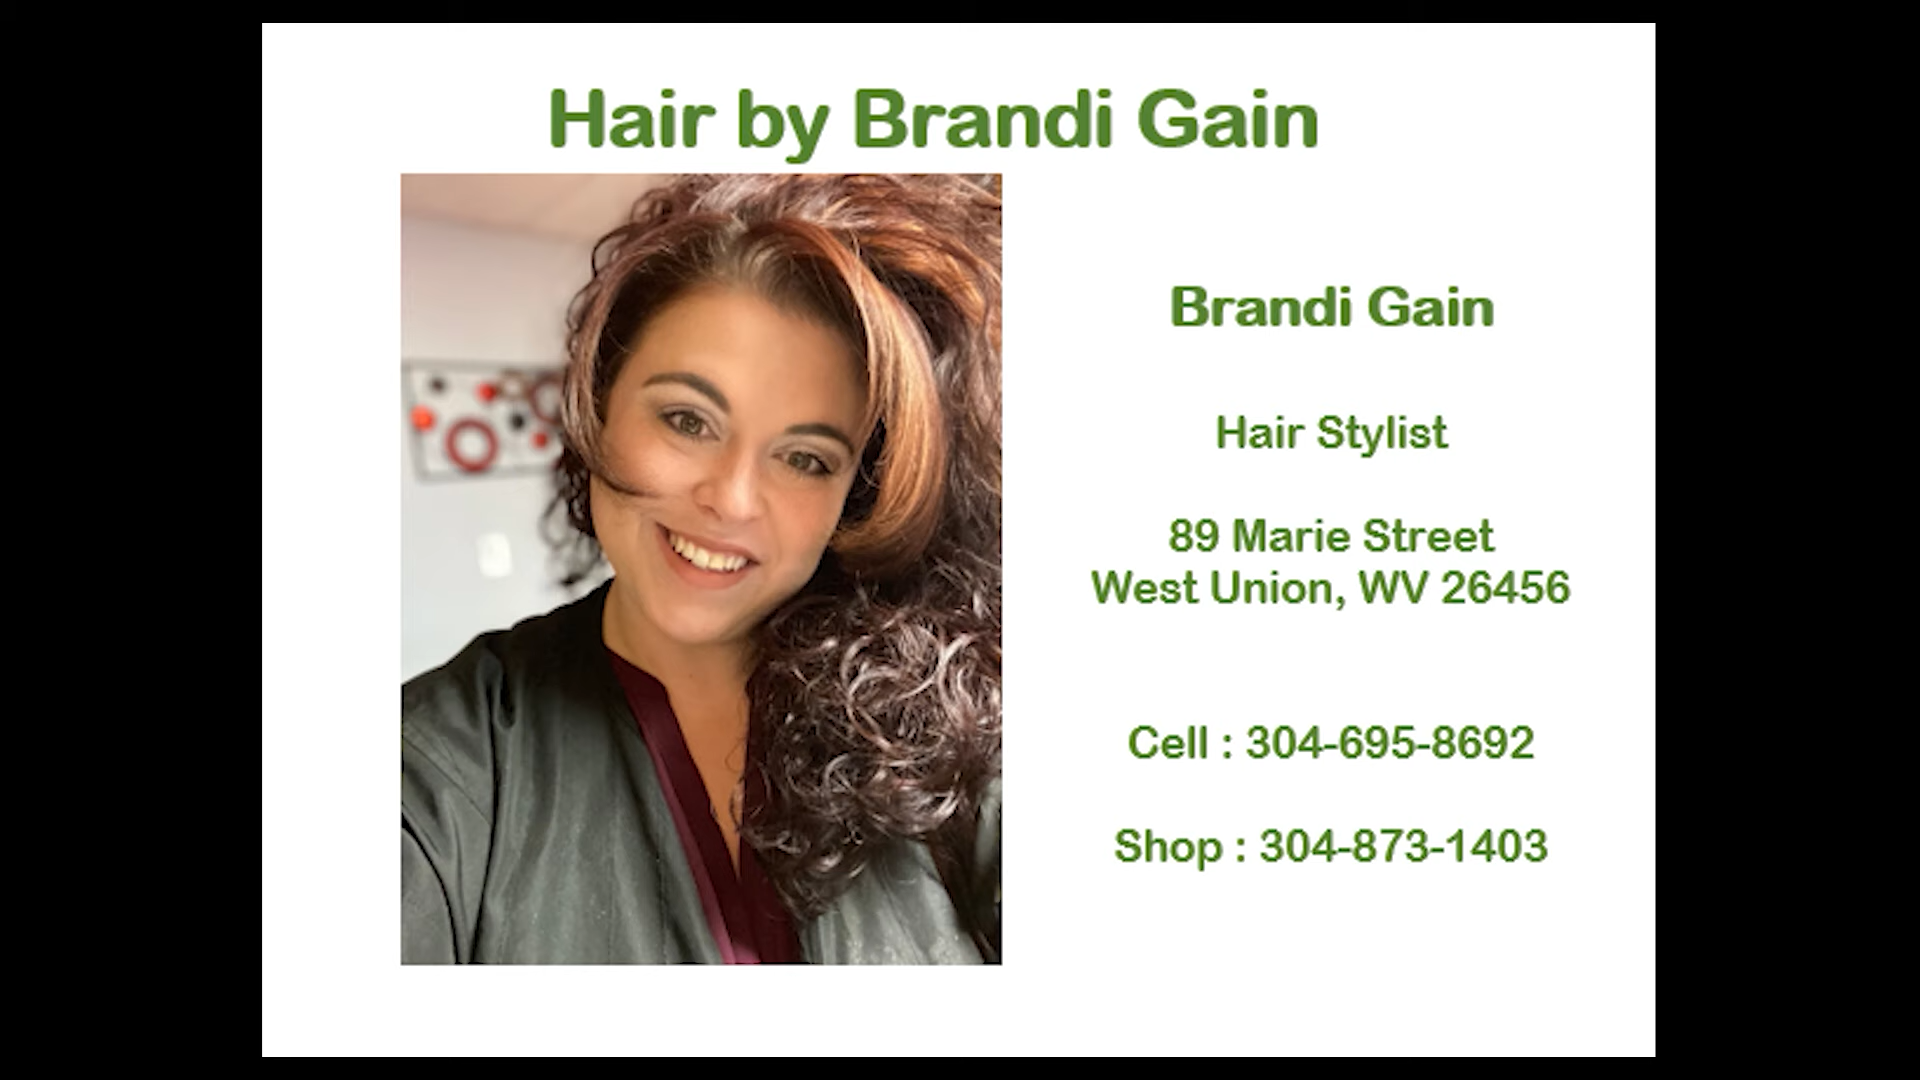 Hair by Brandi Gain
Brandi Gain
Hair Stylist
89 Marie Street
West Union, WV 26456
Cell : 304-695-8692
Shop : 304-873-1403